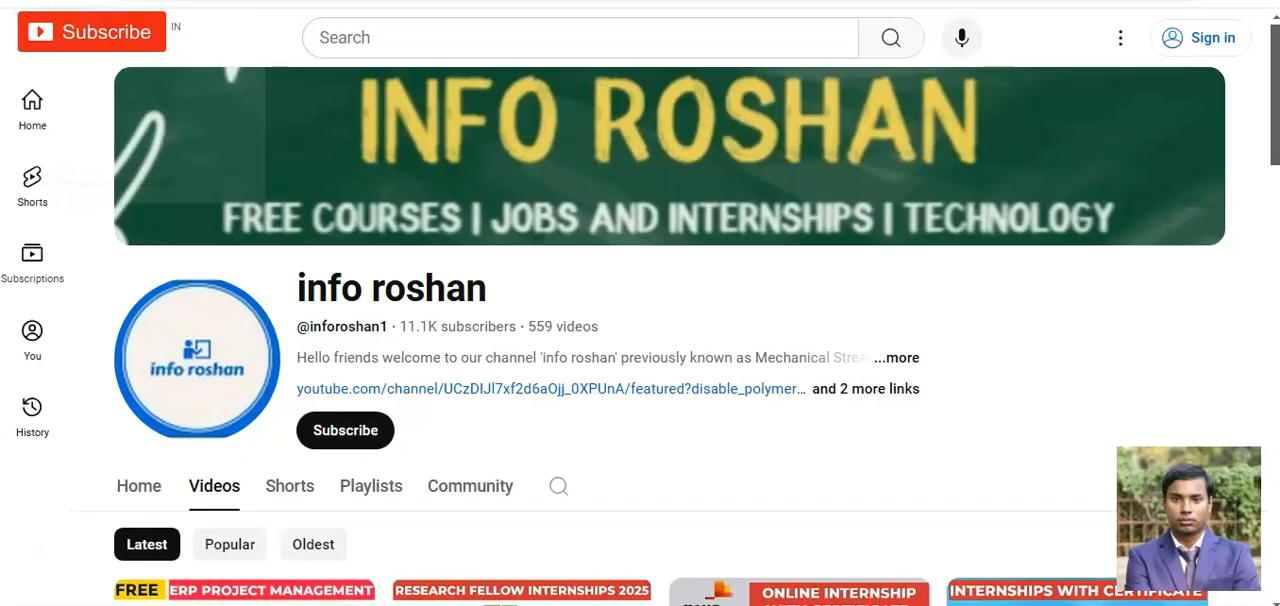 Subscribe
IN
Search
Sign in
Home
Shorts
Subscriptions
You
History
INFO ROSHAN
FREE COURSES | JOBS AND INTERNSHIPS | TECHNOLOGY
info roshan
info roshan
@inforoshan1 · 11.1K subscribers · 559 videos
Hello friends welcome to our channel 'info roshan' previously known as Mechanical Strea ...more
youtube.com/channel/UCzDIJl7xf2d6aOjj_0XPUnA/featured?disable_polymer... and 2 more links
Subscribe
Home Videos Shorts Playlists Community
Latest Popular Oldest
FREE ERP PROJECT MANAGEMENT
RESEARCH FELLOW INTERNSHIPS 2025
ONLINE INTERNSHIP
WITH CERTIFICATE
INTERNSHIPS WITH CERTIFICATE